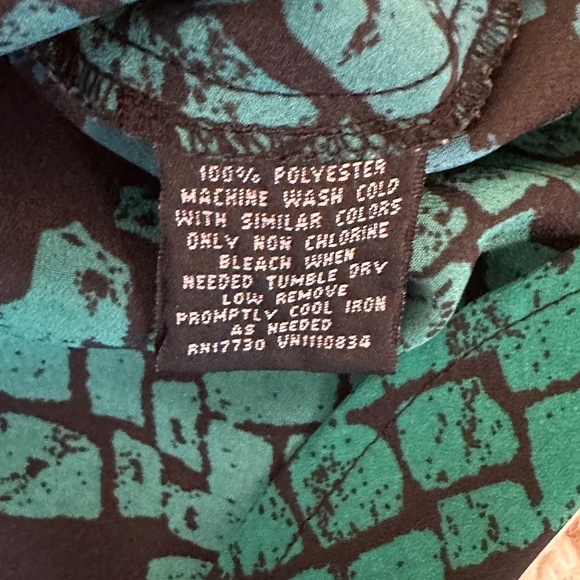 100% POLYESTER
MACHINE WASH COLD
WITH SIMILAR COLORS
ONLY NON CHLORINE
BLEACH WHEN
NEEDED TUMBLE DRY
LOW REMOVE
PROMPTLY COOL IRON
AS NEEDED
RN17730 VN1110834